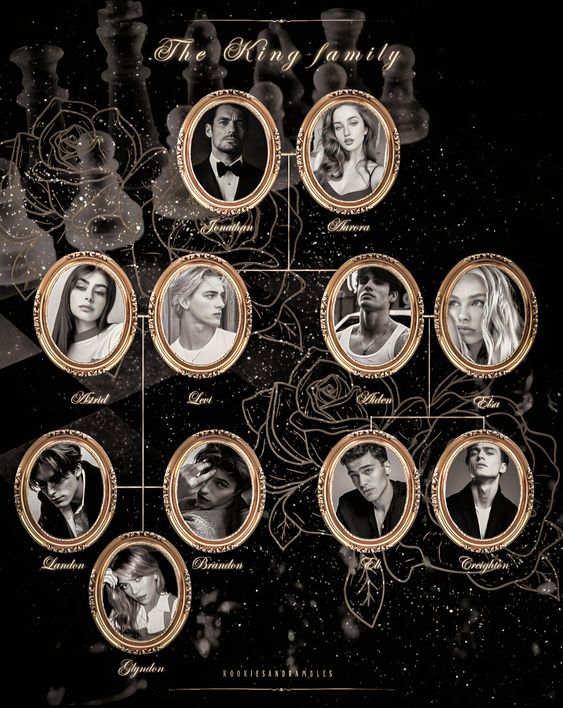 The King family
Jonathan Aurora
Astrid Levi Aiden Elsa
Landon Brandon Eli Creighton
Glyndon
KOOKIESANDRAMBLES